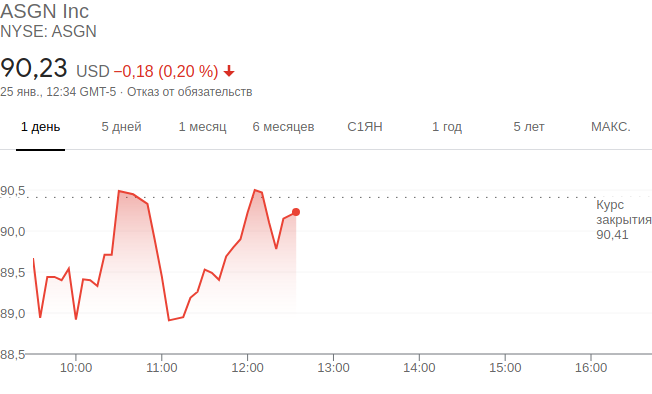 ASGN Inc
NYSE: ASGN
90,23 USD −0,18 (0,20 %)
25 янв., 12:34 GMT-5 · Отказ от обязательств
1 день 5 дней 1 месяц 6 месяцев С1ЯН 1 год 5 лет МАКС.
90,5
Курс
закрытия
90,41
90,0
89,5
89,0
88,5
10:00 11:00 12:00 13:00 14:00 15:00 16:00